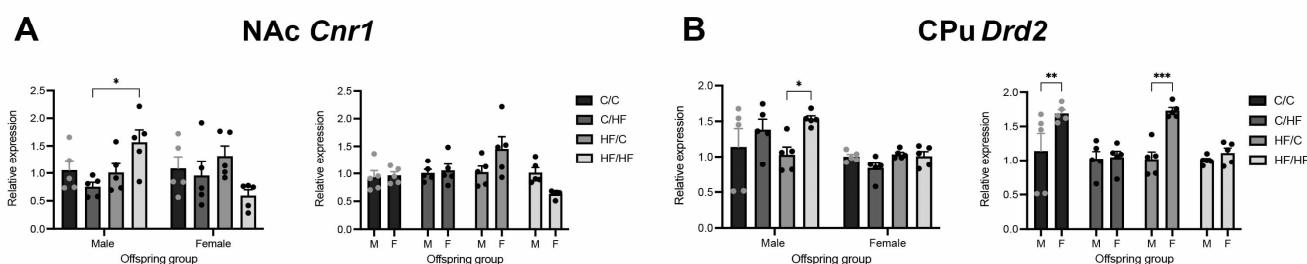 A NAc Cnr1
B CPu Drd2
Relative expression
2.5
2.0
1.5
1.0
0.5
0.0
*
Male Female
Offspring group
Relative expression
2.5
2.0
1.5
1.0
0.5
0.0
M F M F M F M F
Offspring group
C/C
C/HF
HF/C
HF/HF
Relative expression
2.0
1.5
1.0
0.5
0.0
*
Male Female
Offspring group
Relative expression
2.0
1.5
1.0
0.5
0.0
** ***
M F M F M F M F
Offspring group
C/C
C/HF
HF/C
HF/HF